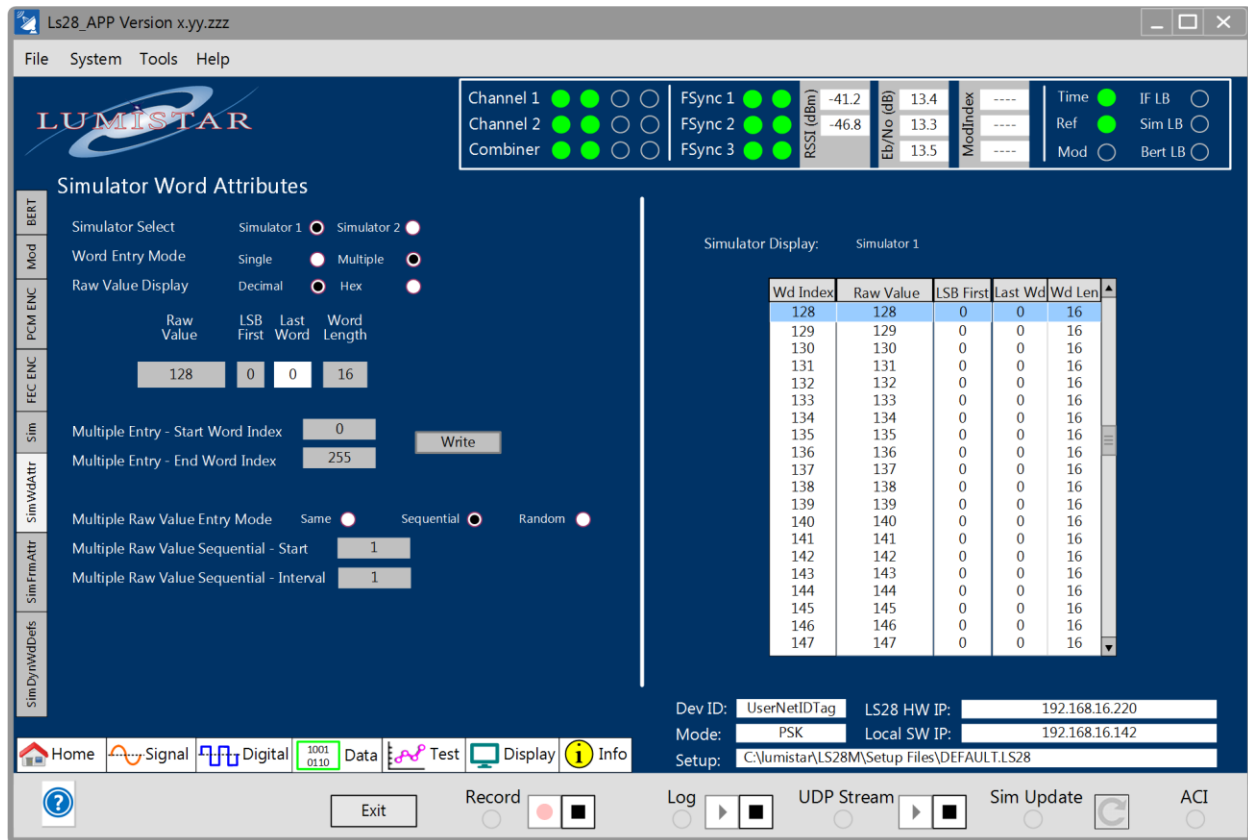 Ls28_APP Version x.yy.zzz
File System Tools Help
LUMISTAR
Channel 1
Channel 2
Combiner
FSync 1
FSync 2
FSync 3
RSSI (dBm)
-41.2
-46.8
Eb/No (dB)
13.4
13.3
13.5
ModIndex
----
----
----
Time
Ref
Mod
IF LB
Sim LB
Bert LB
BERT
Mod
PCM ENC
FEC ENC
Sim
SimWdAttr
SimFrmAttr
SimDynWdDefs
Simulator Word Attributes
Simulator Select Simulator 1 Simulator 2
Word Entry Mode Single Multiple
Raw Value Display Decimal Hex
Raw Value
LSB First
Last Word
Word Length
128 0 0 16
Multiple Entry - Start Word Index 0
Multiple Entry - End Word Index 255
Write
Multiple Raw Value Entry Mode Same Sequential Random
Multiple Raw Value Sequential - Start 1
Multiple Raw Value Sequential - Interval 1
Simulator Display: Simulator 1
Wd Index Raw Value LSB First Last Wd Wd Len
128 128 0 0 16
129 129 0 0 16
130 130 0 0 16
131 131 0 0 16
132 132 0 0 16
133 133 0 0 16
134 134 0 0 16
135 135 0 0 16
136 136 0 0 16
137 137 0 0 16
138 138 0 0 16
139 139 0 0 16
140 140 0 0 16
141 141 0 0 16
142 142 0 0 16
143 143 0 0 16
144 144 0 0 16
145 145 0 0 16
146 146 0 0 16
147 147 0 0 16
Dev ID: UserNetIDTag LS28 HW IP: 192.168.16.220
Mode: PSK Local SW IP: 192.168.16.142
Setup: C:\lumistar\LS28M\Setup Files\DEFAULT.LS28
Home Signal Digital 1001 0110 Data Test Display i Info
? Exit Record Log UDP Stream Sim Update ACI